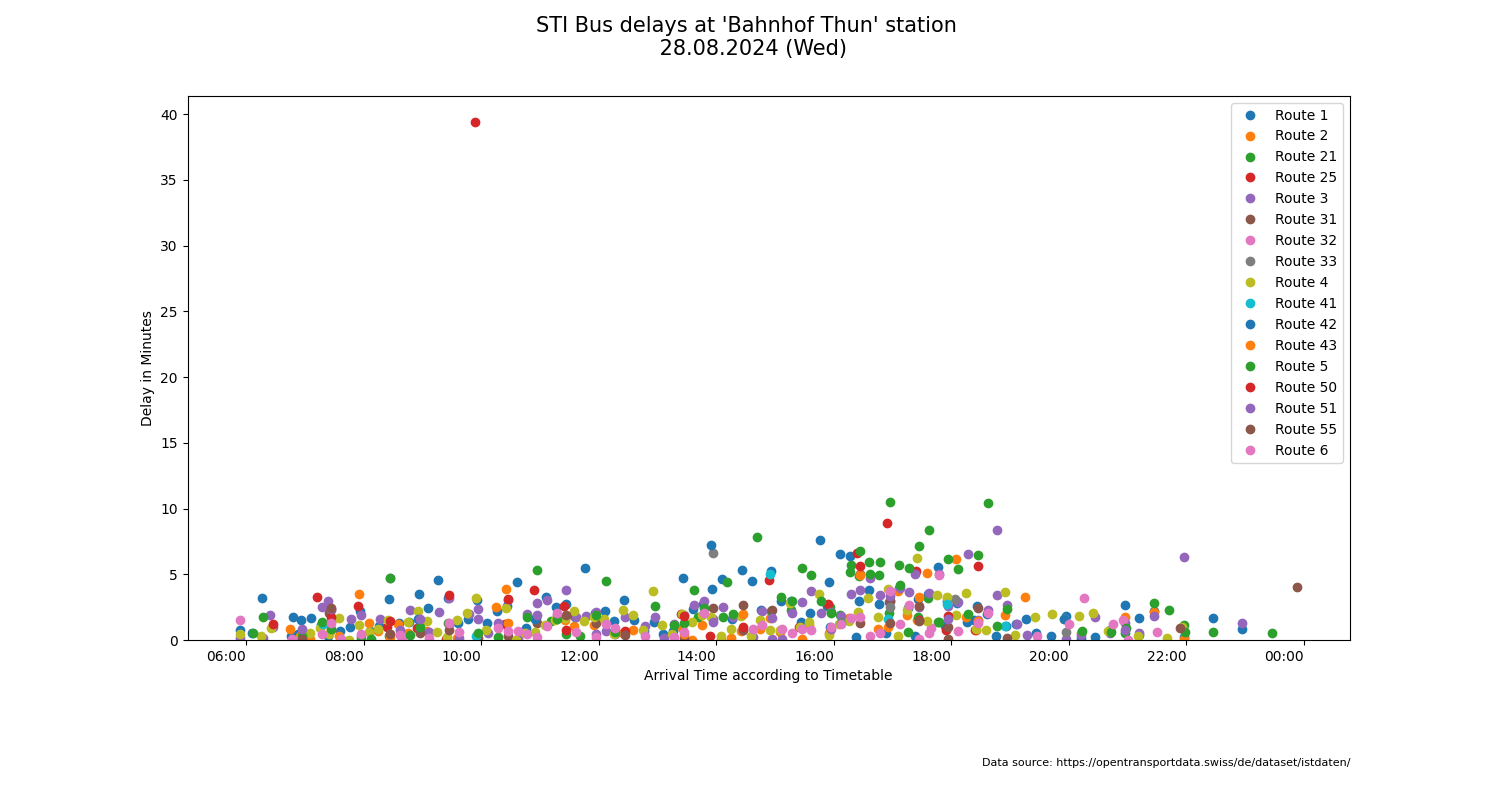 STI Bus delays at 'Bahnhof Thun' station
28.08.2024 (Wed)
40
35
30
25
20
15
10
5
0
Delay in Minutes
Route 1
Route 2
Route 21
Route 25
Route 3
Route 31
Route 32
Route 33
Route 4
Route 41
Route 42
Route 43
Route 5
Route 50
Route 51
Route 55
Route 6
06:00 08:00 10:00 12:00 14:00 16:00 18:00 20:00 22:00 00:00
Arrival Time according to Timetable
Data source: https://opentransportdata.swiss/de/dataset/istdaten/